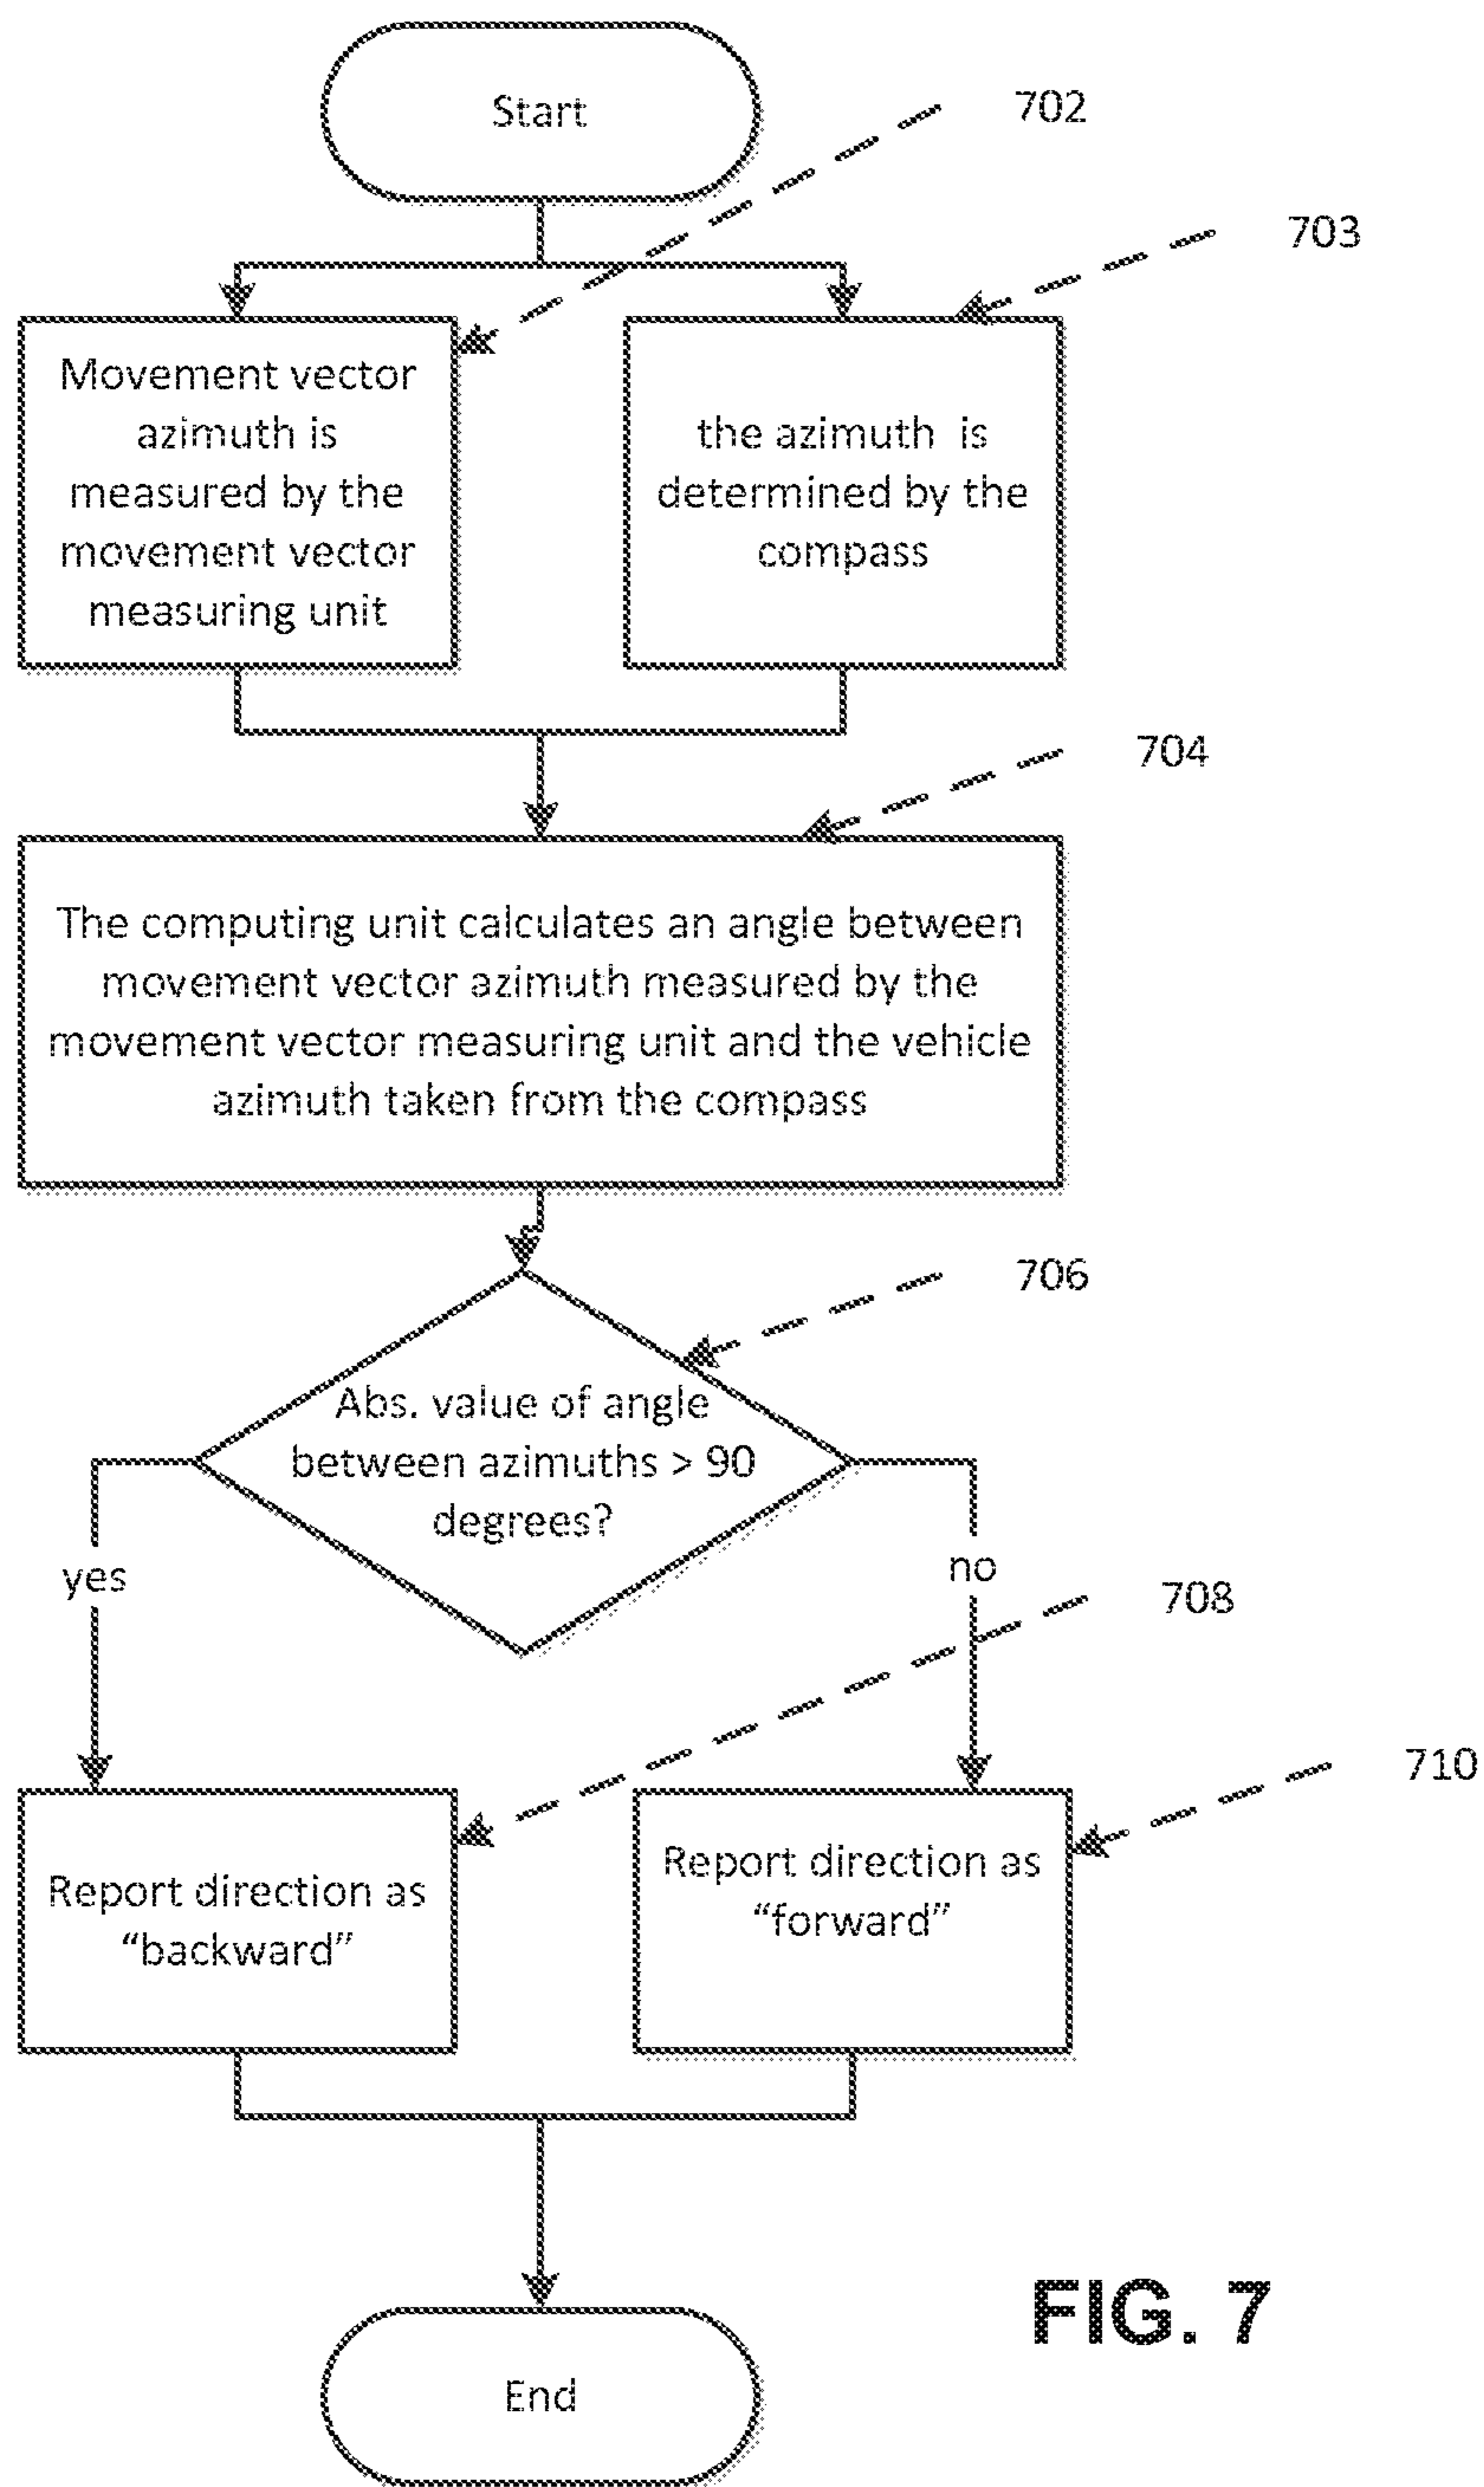 Start
702
703
Movement vector
azimuth is
measured by the
movement vector
measuring unit
the azimuth is
determined by the
compass
704
The computing unit calculates an angle between
movement vector azimuth measured by the
movement vector measuring unit and the vehicle
azimuth taken from the compass
706
Abs. value of angle
between azimuths > 90
degrees?
yes
no
708
710
Report direction as
“backward”
Report direction as
“forward”
End
FIG. 7